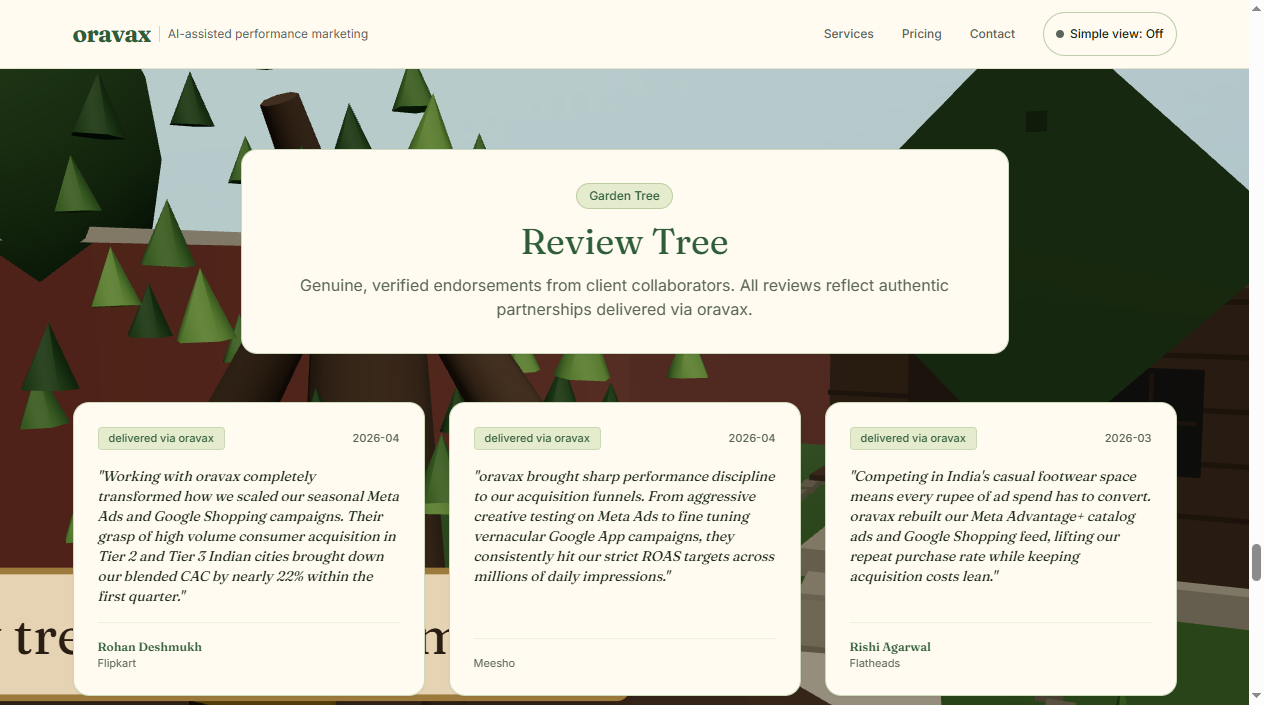 oravax
AI-assisted performance marketing
Services
Pricing
Contact
Simple view: Off
Garden Tree
Review Tree
Genuine, verified endorsements from client collaborators. All reviews reflect authentic
partnerships delivered via oravax.
delivered via oravax
2026-04
"Working with oravax completely
transformed how we scaled our seasonal Meta
Ads and Google Shopping campaigns. Their
grasp of high volume consumer acquisition in
Tier 2 and Tier 3 Indian cities brought down
our blended CAC by nearly 22% within the
first quarter."
Rohan Deshmukh
Flipkart
delivered via oravax
2026-04
"oravax brought sharp performance discipline
to our acquisition funnels. From aggressive
creative testing on Meta Ads to fine tuning
vernacular Google App campaigns, they
consistently hit our strict ROAS targets across
millions of daily impressions."
Meesho
delivered via oravax
2026-03
"Competing in India's casual footwear space
means every rupee of ad spend has to convert.
oravax rebuilt our Meta Advantage+ catalog
ads and Google Shopping feed, lifting our
repeat purchase rate while keeping
acquisition costs lean."
Rishi Agarwal
Flatheads